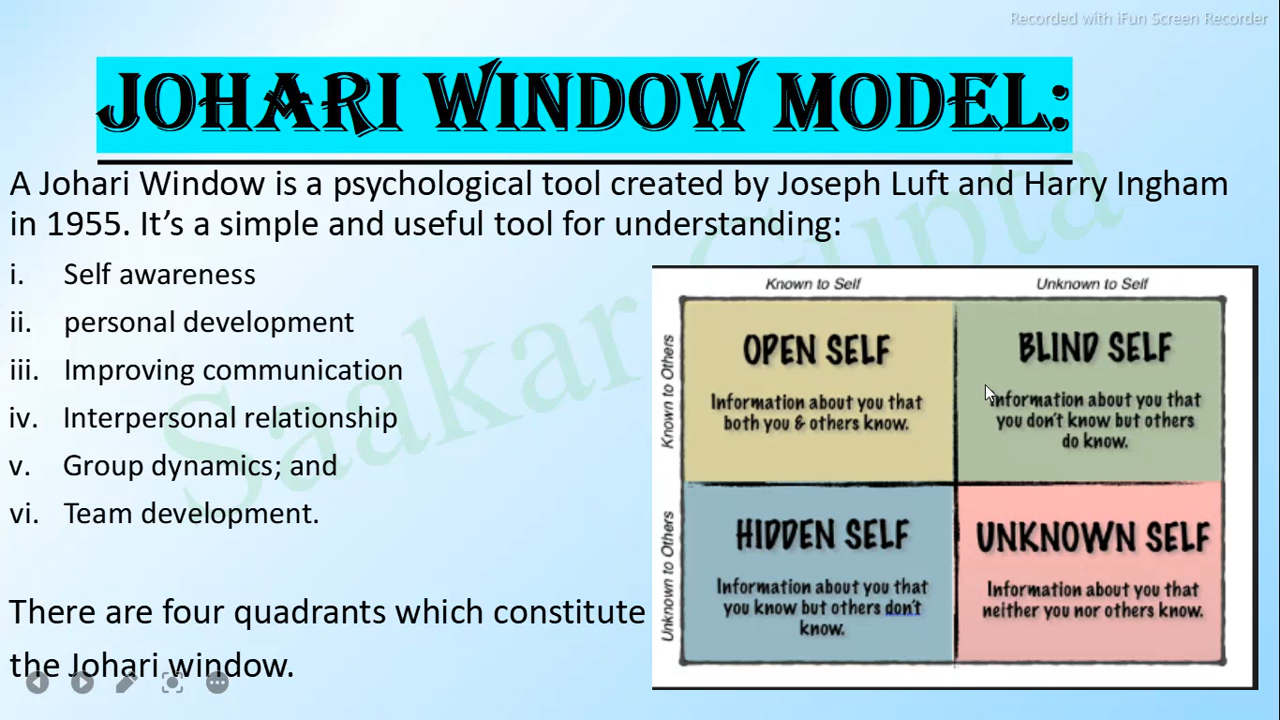 Recorded with iFun Screen Recorder
JOHARI WINDOW MODEL:
A Johari Window is a psychological tool created by Joseph Luft and Harry Ingham
in 1955. It’s a simple and useful tool for understanding:
i. Self awareness
ii. personal development
iii. Improving communication
iv. Interpersonal relationship
v. Group dynamics; and
vi. Team development.
There are four quadrants which constitute
the Johari window.
Saakar Gupta
Known to Self
Unknown to Self
Known to Others
OPEN SELF
Information about you that
both you & others know.
BLIND SELF
Information about you that
you don't know but others
do know.
Unknown to Others
HIDDEN SELF
Information about you that
you know but others don't
know.
UNKNOWN SELF
Information about you that
neither you nor others know.